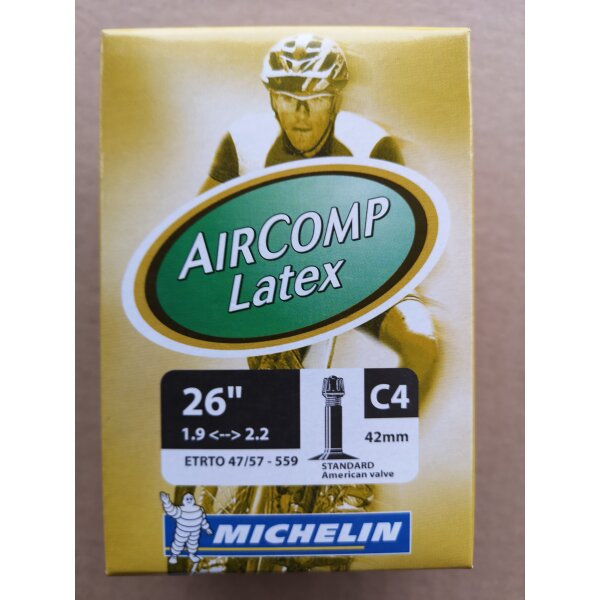 AIRCOMP
Latex
26"
1.9 <--> 2.2
ETRTO 47/57 - 559
C4
42mm
STANDARD
American valve
MICHELIN